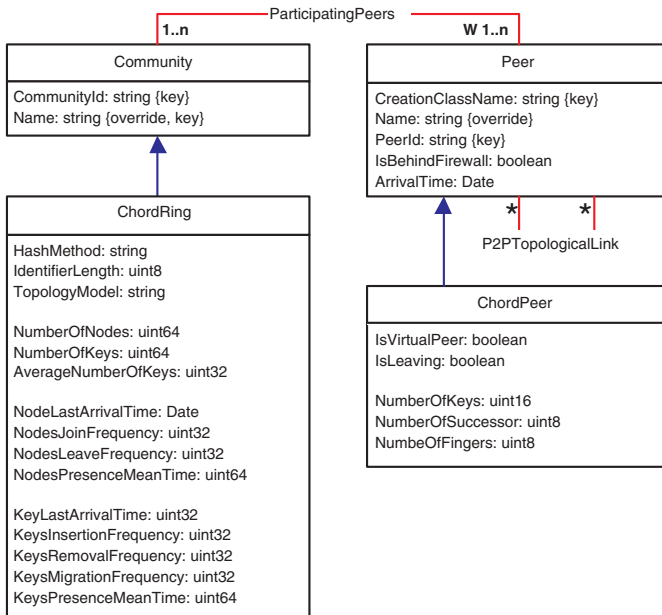 ParticipatingPeers
1..n
W 1..n
Community
CommunityId: string {key}
Name: string {override, key}
Peer
CreationClassName: string {key}
Name: string {override}
PeerId: string {key}
IsBehindFirewall: boolean
ArrivalTime: Date
* *
P2PTopologicalLink
ChordRing
HashMethod: string
IdentifierLength: uint8
TopologyModel: string
NumberOfNodes: uint64
NumberOfKeys: uint64
AverageNumberOfKeys: uint32
NodeLastArrivalTime: Date
NodesJoinFrequency: uint32
NodesLeaveFrequency: uint32
NodesPresenceMeanTime: uint64
KeyLastArrivalTime: uint32
KeysInsertionFrequency: uint32
KeysRemovalFrequency: uint32
KeysMigrationFrequency: uint32
KeysPresenceMeanTime: uint64
ChordPeer
IsVirtualPeer: boolean
IsLeaving: boolean
NumberOfKeys: uint16
NumberOfSuccessor: uint8
NumbeOfFingers: uint8